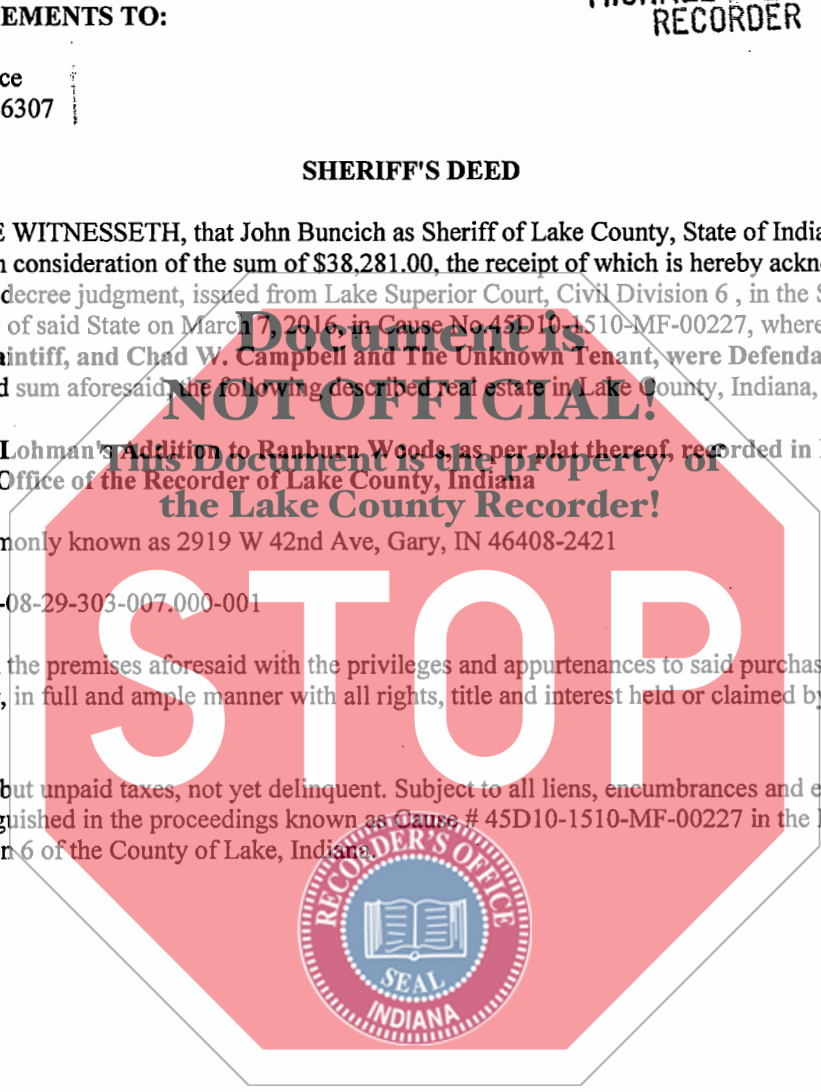 EMENTS TO:
RECORDER
ce
6307
SHERIFF'S DEED
E WITNESSETH, that John Buncich as Sheriff of Lake County, State of India
n consideration of the sum of $38,281.00, the receipt of which is hereby ackno
decree judgment, issued from Lake Superior Court, Civil Division 6 , in the S
of said State on March 7, 2016, in Cause No.45D10-1510-MF-00227, where
aintiff, and Chad W. Campbell and The Unknown Tenant, were Defenda
d sum aforesaid, the following described real estate in Lake County, Indiana,
Document is
NOT OFFICIAL!
This Document is the property of
the Lake County Recorder!
Lohman's Addition to Ranburn Woods, as per plat thereof, recorded in
Office of the Recorder of Lake County, Indiana
monly known as 2919 W 42nd Ave, Gary, IN 46408-2421
-08-29-303-007.000-001
STOP
the premises aforesaid with the privileges and appurtenances to said purchas
, in full and ample manner with all rights, title and interest held or claimed by
but unpaid taxes, not yet delinquent. Subject to all liens, encumbrances and e
guished in the proceedings known as Cause # 45D10-1510-MF-00227 in the
n 6 of the County of Lake, Indiana.
RECORDER'S OFFICE
SEAL
INDIANA